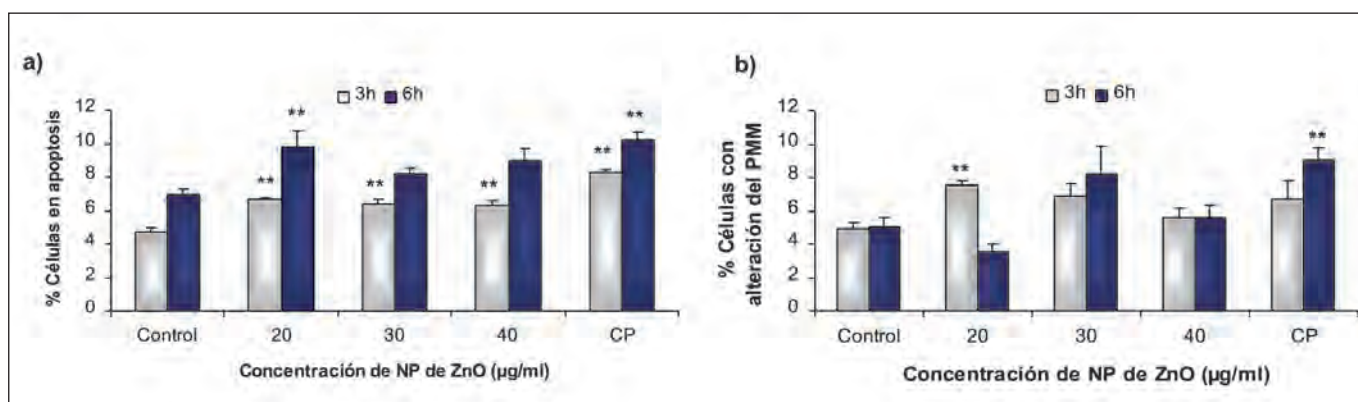 a)
3h 6h
% Células en apoptosis
12
10
8
6
4
2
0
**
**
**
**
**
**
Control 20 30 40 CP
Concentración de NP de ZnO (µg/ml)
b)
3h 6h
% Células con
alteración del PMM
12
10
8
6
4
2
0
**
**
Control 20 30 40 CP
Concentración de NP de ZnO (µg/ml)